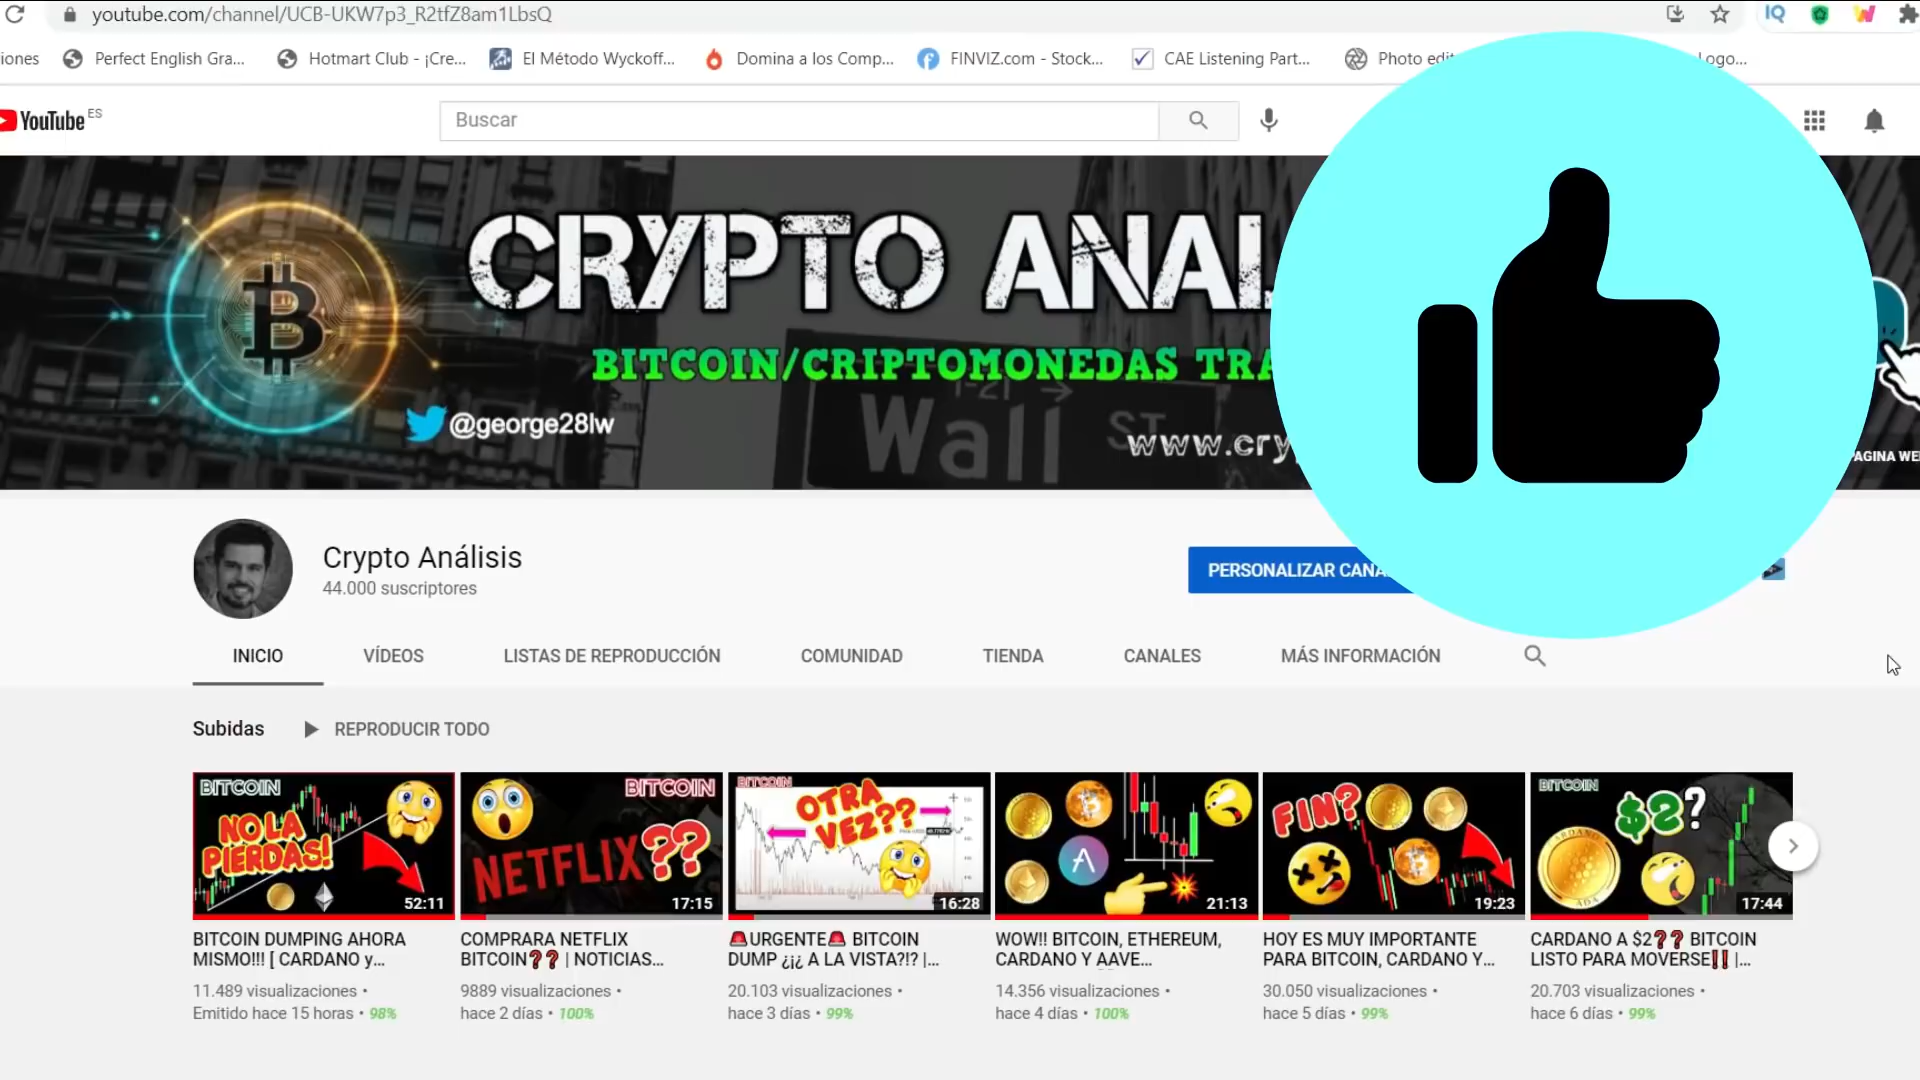 youtube.com/channel/UCB-UKW7p3_R2tfZ8am1LbsQ
iones Perfect English Gra... Hotmart Club - ¡Cre... El Método Wyckoff... Domina a los Comp... FINVIZ.com - Stock... CAE Listening Part... Photo edit Logo...
YouTube ES
Buscar
CRYPTO ANAL
BITCOIN/CRIPTOMONEDAS TRA
@george28lw
Wall ST
www.cryp
PAGINA WE
Crypto Análisis
44.000 suscriptores
PERSONALIZAR CANA
INICIO VÍDEOS LISTAS DE REPRODUCCIÓN COMUNIDAD TIENDA CANALES MÁS INFORMACIÓN
Subidas REPRODUCIR TODO
BITCOIN
NO LA
PIERDAS!
52:11
BITCOIN DUMPING AHORA
MISMO!!! [ CARDANO y...
11.489 visualizaciones •
Emitido hace 15 horas • 98%
BITCOIN
NETFLIX??
17:15
COMPRARA NETFLIX
BITCOIN❓❓ | NOTICIAS...
9889 visualizaciones •
hace 2 días • 100%
BITCOIN
OTRA
VEZ??
16:28
🚨URGENTE🚨 BITCOIN
DUMP ¿¡¿ A LA VISTA?!? |...
20.103 visualizaciones •
hace 3 días • 99%
21:13
WOW!! BITCOIN, ETHEREUM,
CARDANO Y AAVE...
14.356 visualizaciones •
hace 4 días • 100%
FIN?
19:23
HOY ES MUY IMPORTANTE
PARA BITCOIN, CARDANO Y...
30.050 visualizaciones •
hace 5 días • 99%
BITCOIN
$2?
CARDANO
ADA
17:44
CARDANO A $2❓❓ BITCOIN
LISTO PARA MOVERSE‼️ |...
20.703 visualizaciones •
hace 6 días • 99%